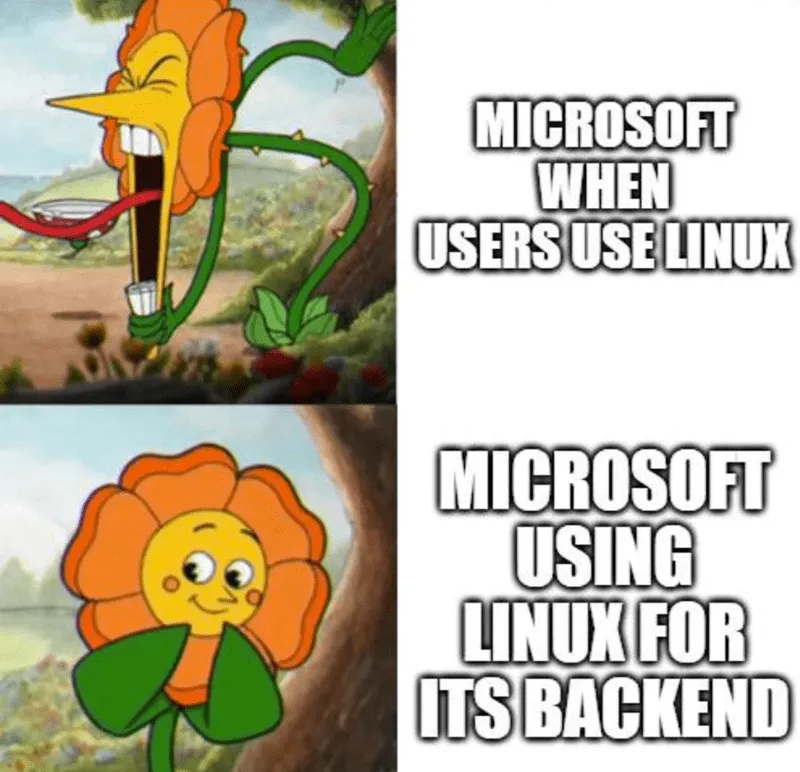 MICROSOFT
WHEN
USERS USE LINUX
MICROSOFT
USING
LINUX FOR
ITS BACKEND